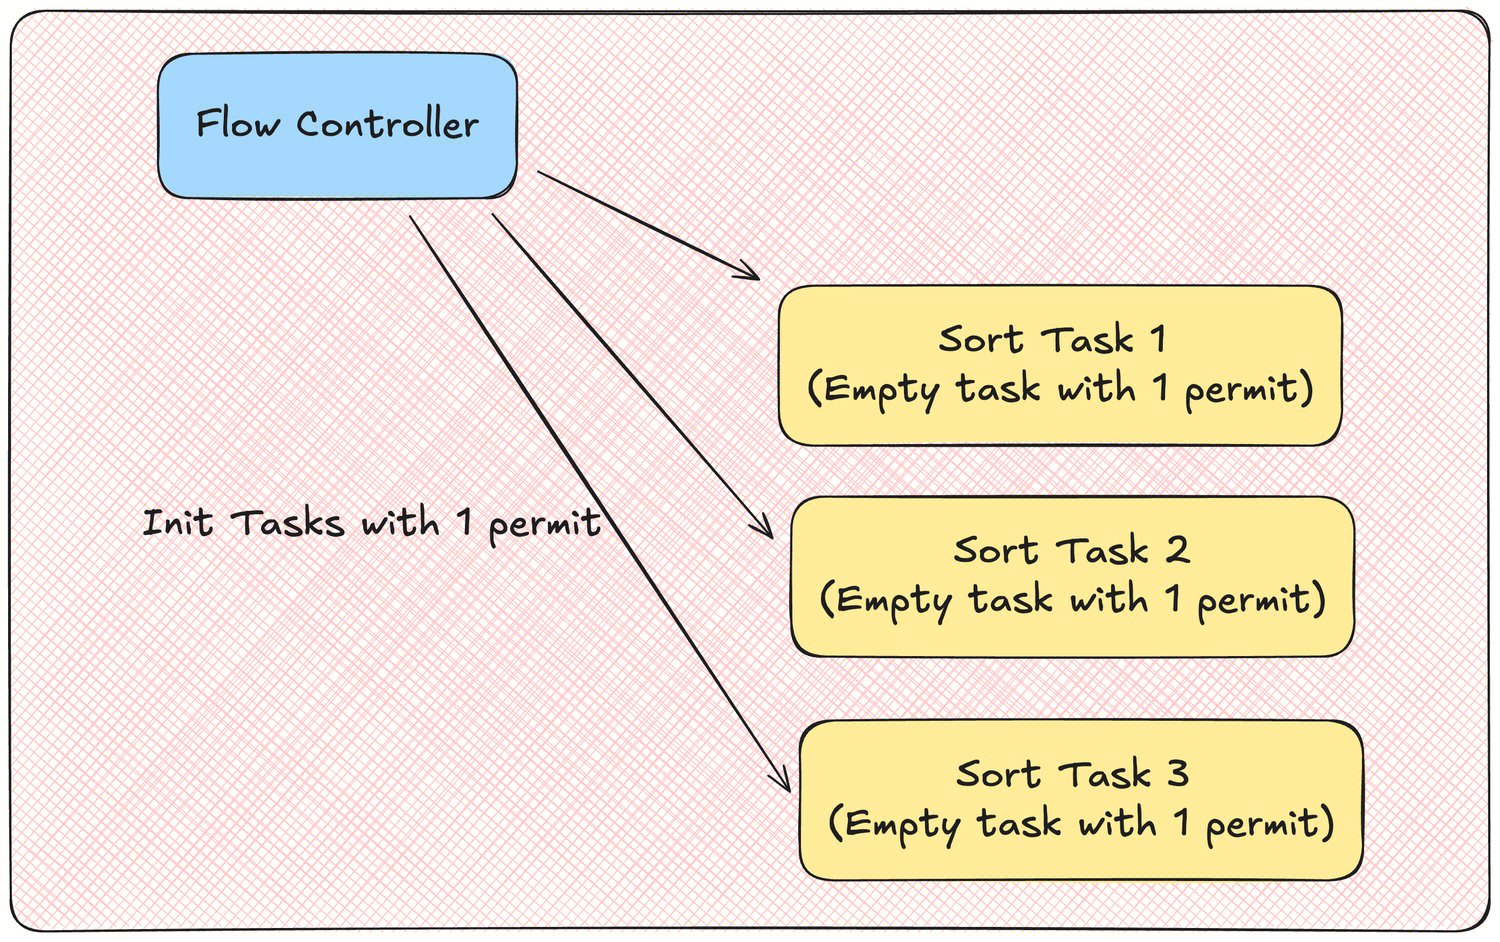 Flow Controller
Sort Task 1
(Empty task with 1 permit)
Init Tasks with 1 permit
Sort Task 2
(Empty task with 1 permit)
Sort Task 3
(Empty task with 1 permit)